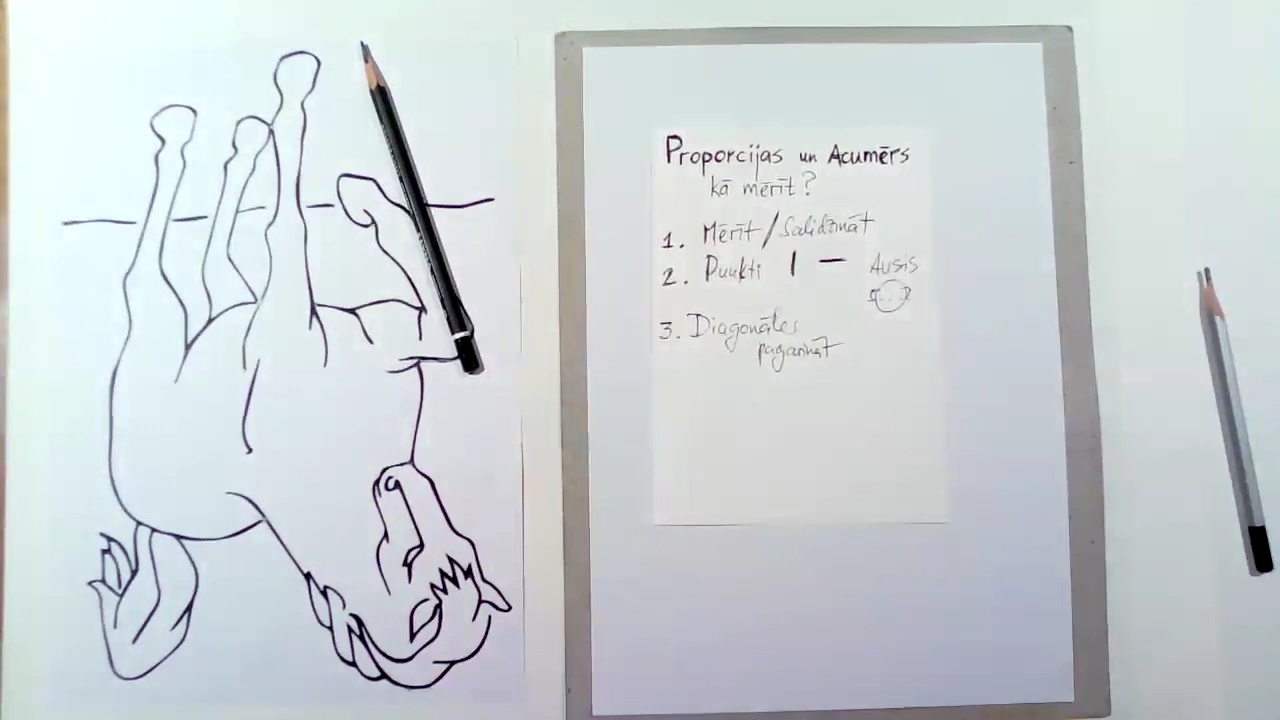 Proporcijas un Acumērs
kā mērīt?
1. Mērīt/Salīdzināt
2. Punkti | — Ausis
3. Diagonāles
pagarināt